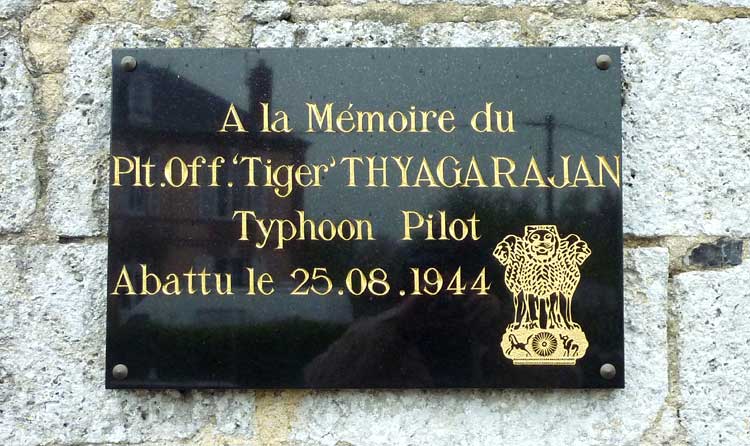 A la Mémoire du
Plt.Off.'Tiger' THYAGARAJAN
Typhoon Pilot
Abattu le 25.08.1944